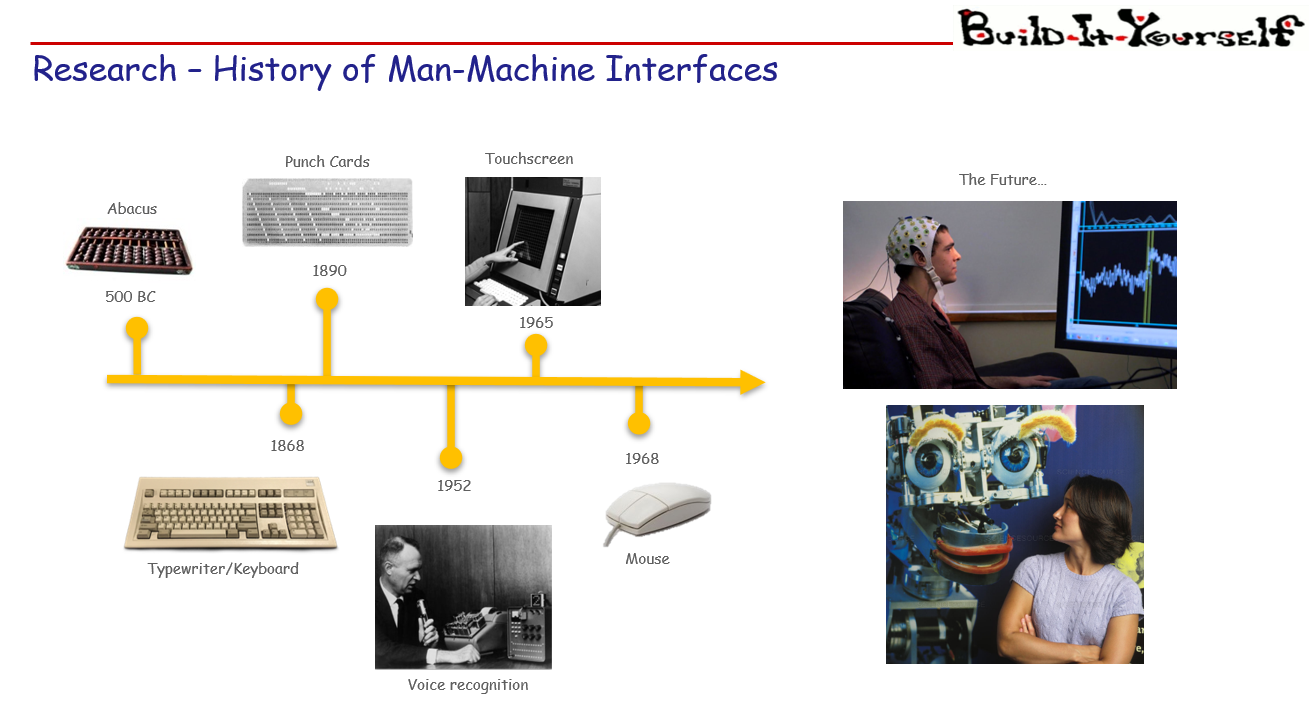 Build-It-Yourself
Research – History of Man-Machine Interfaces
Punch Cards
Touchscreen
The Future…
Abacus
1890
500 BC
1965
1868
1968
1952
Mouse
Typewriter/Keyboard
Voice recognition